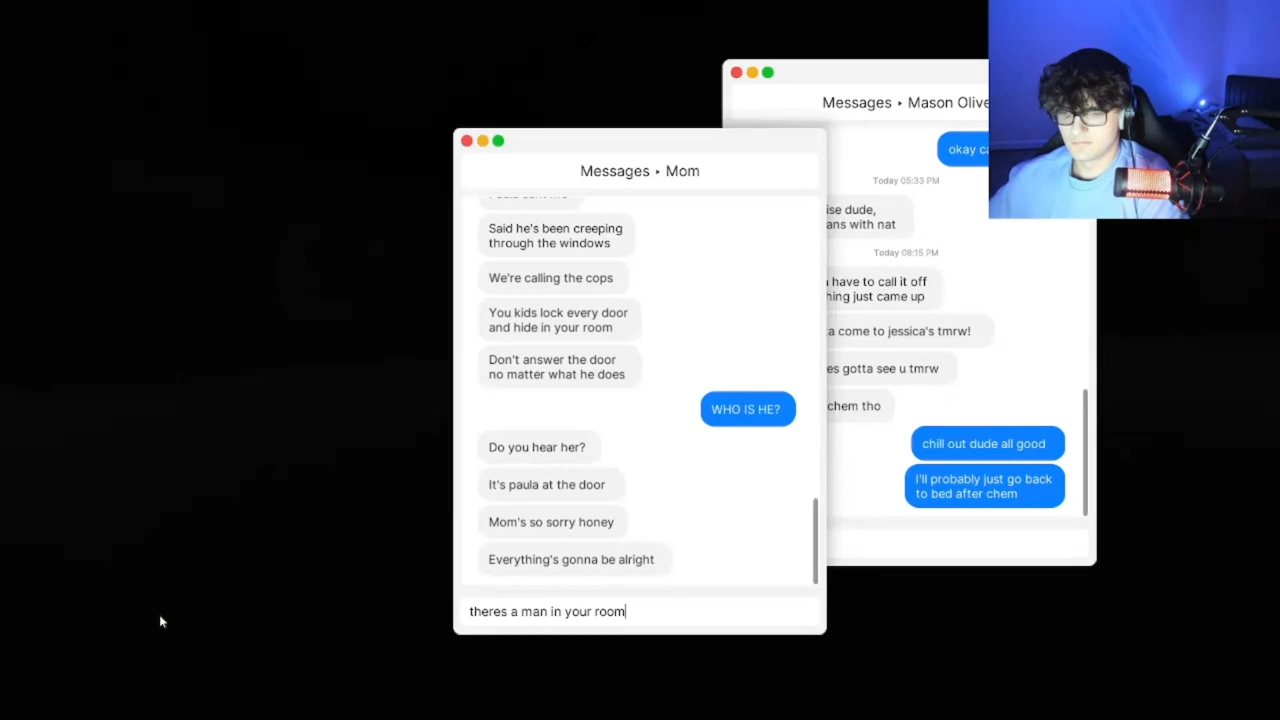 Messages ‣ Mason Olive
okay ca
Today 05:33 PM
ise dude,
ans with nat
Today 08:15 PM
have to call it off
hing just came up
a come to jessica's tmrw!
es gotta see u tmrw
chem tho
chill out dude all good
I'll probably just go back
to bed after chem
Messages ‣ Mom
Said he's been creeping
through the windows
We're calling the cops
You kids lock every door
and hide in your room
Don't answer the door
no matter what he does
WHO IS HE?
Do you hear her?
It's paula at the door
Mom's so sorry honey
Everything's gonna be alright
theres a man in your room